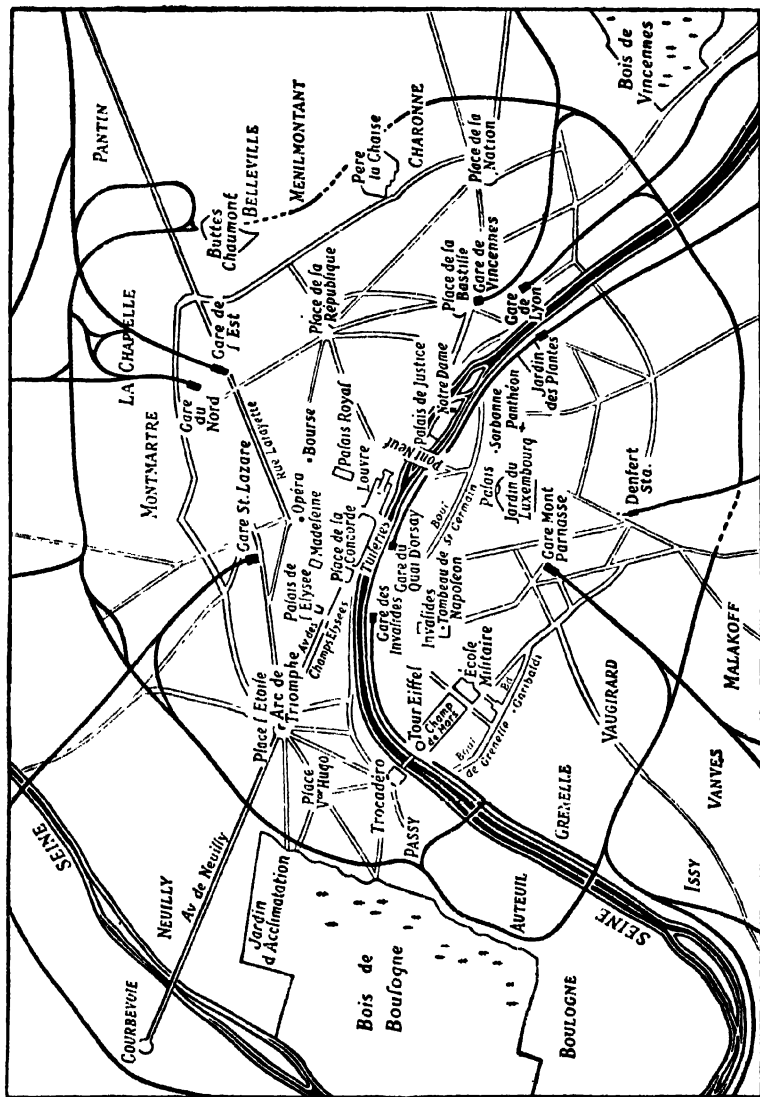 COURBEVOIE
SEINE
NEUILLY
Av de Neuilly
Jardin
d'Acclimatation
Bois de
Boulogne
BOULOGNE
AUTEUIL
SEINE
PASSY
Trocadéro
Place
Vor Hugo
Place l'Etoile
Arc de
Triomphe
Av des
Champs Elysees
Palais de
l'Elysee
Madeleine
Place de la
Concorde
Opéra
Gare St. Lazare
MONTMARTRE
LA CHAPELLE
PANTIN
Gare
du
Nord
Gare de
l'Est
Rue Lafayette
Bourse
Palais Royal
Louvre
Tuileries
Buttes
Chaumont
BELLEVILLE
MENILMONTANT
Pere
la Chaise
CHARONNE
Place de la
République
Place de la
Nation
Bois de
Vincennes
Place de la
Bastille
Gare de
Vincennes
Gare
de
Lyon
Palais de Justice
Notre Dame
Pont Neuf
Sorbonne
Panthéon
Jardin
des Plantes
Palais
Jardin du
Luxembourg
Boul
St Germain
Gare du
Quai D'orsay
Gare des
Invalides
Invalides
Tombeau de
Napoleon
Tour Eiffel
Champ
de Mars
École
Militaire
Boul
de Grenelle
Bd
Garibaldi
Gare Mont
Parnasse
Denfert
Sta.
GRENELLE
VAUGIRARD
ISSY
VANVES
MALAKOFF